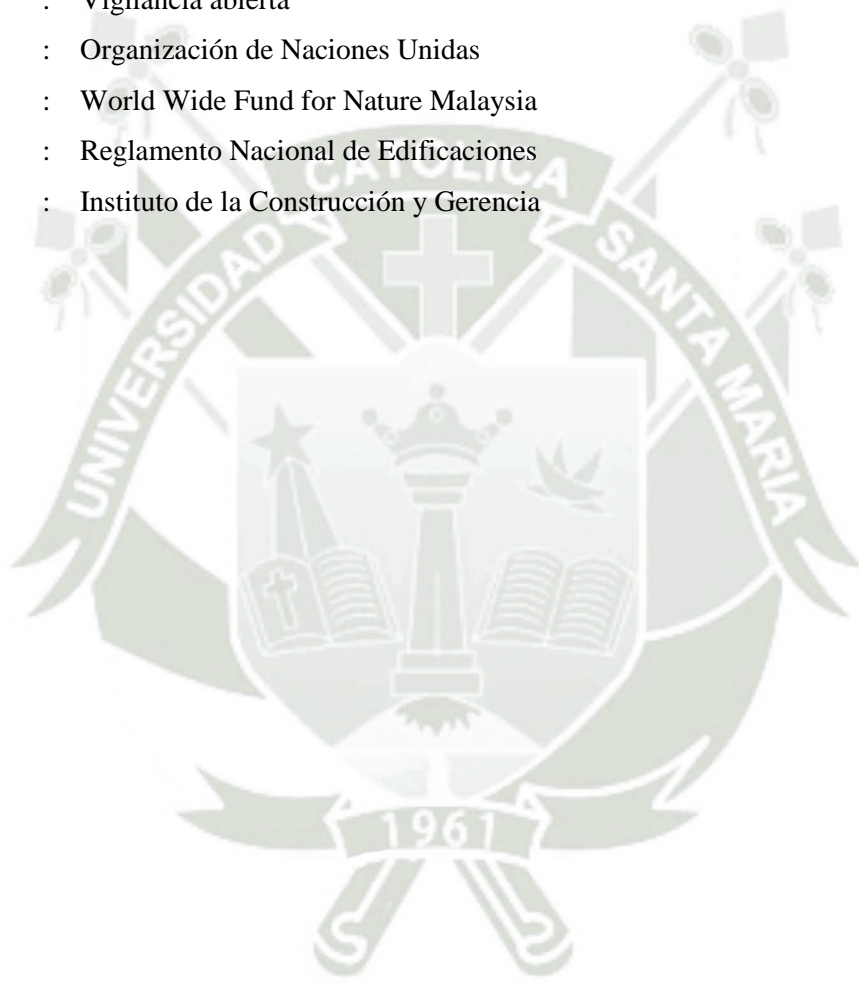 : Vigilancia abierta
: Organización de Naciones Unidas
: World Wide Fund for Nature Malaysia
: Reglamento Nacional de Edificaciones
: Instituto de la Construcción y Gerencia
UNIVERSIDAD CATOLICA SANTA MARIA
1961